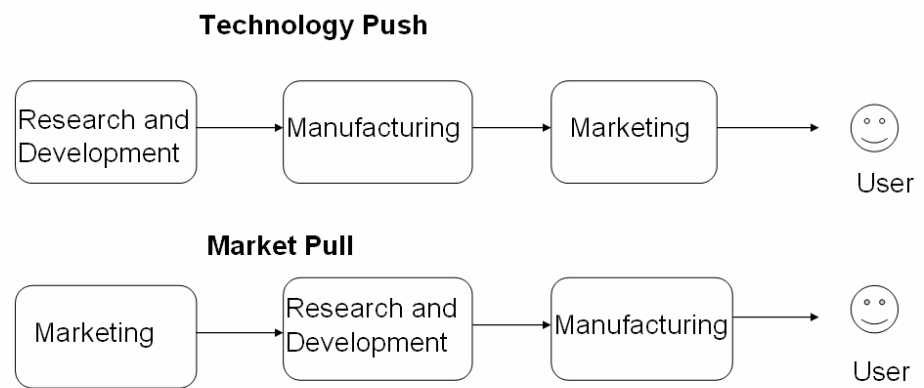 Technology Push
Research and
Development
Manufacturing
Marketing
User
Market Pull
Marketing
Research and
Development
Manufacturing
User